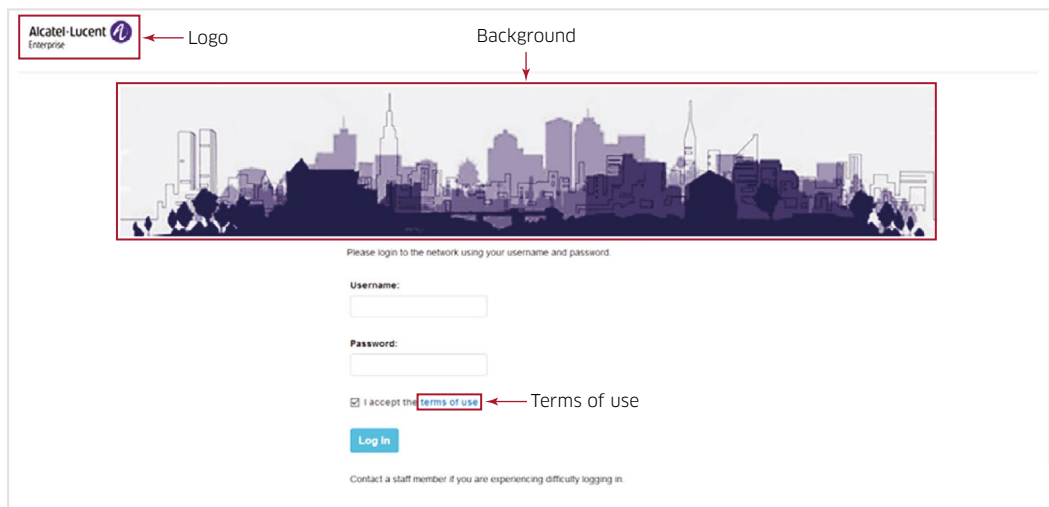 Alcatel·Lucent
Enterprise
Logo
Background
Please login to the network using your username and password.
Username:
Password:
I accept the terms of use
Terms of use
Log In
Contact a staff member if you are experiencing difficulty logging in.